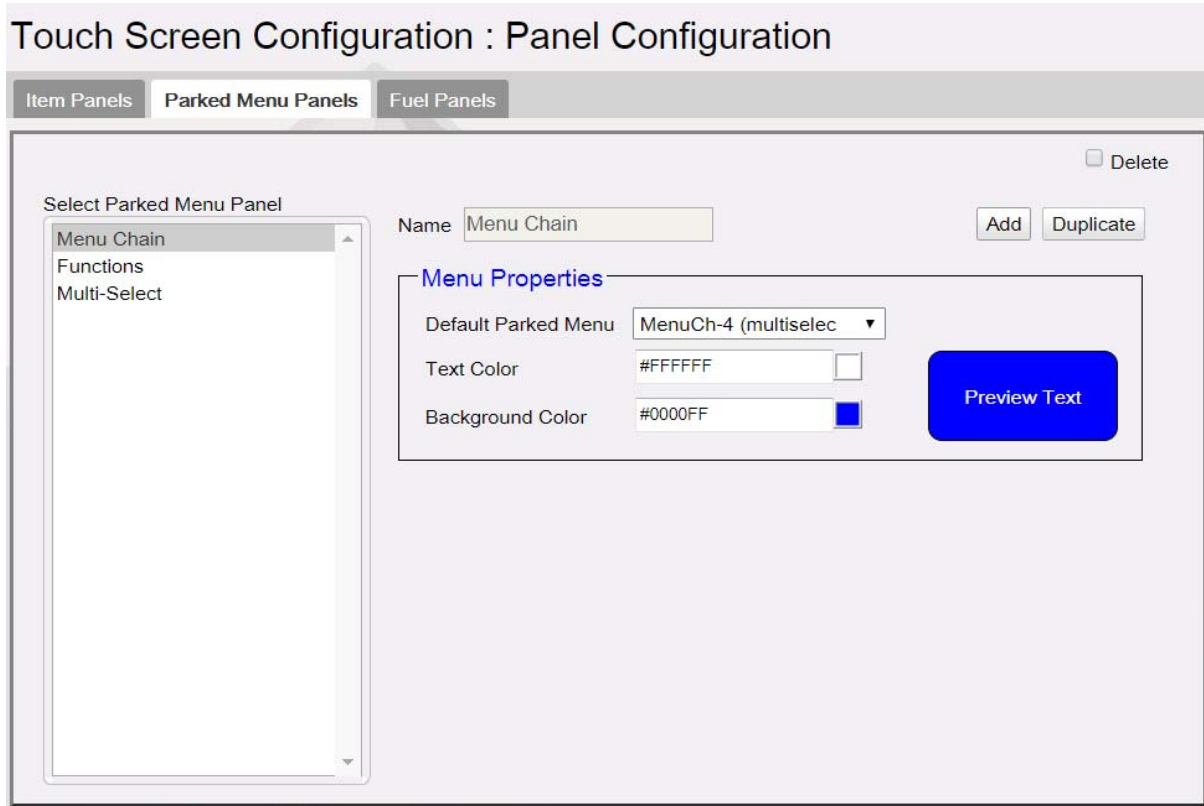 Touch Screen Configuration : Panel Configuration
Item Panels Parked Menu Panels Fuel Panels
Delete
Select Parked Menu Panel
Menu Chain
Functions
Multi-Select
Name Menu Chain Add Duplicate
Menu Properties
Default Parked Menu MenuCh-4 (multiselec
Text Color #FFFFFF
Background Color #0000FF
Preview Text